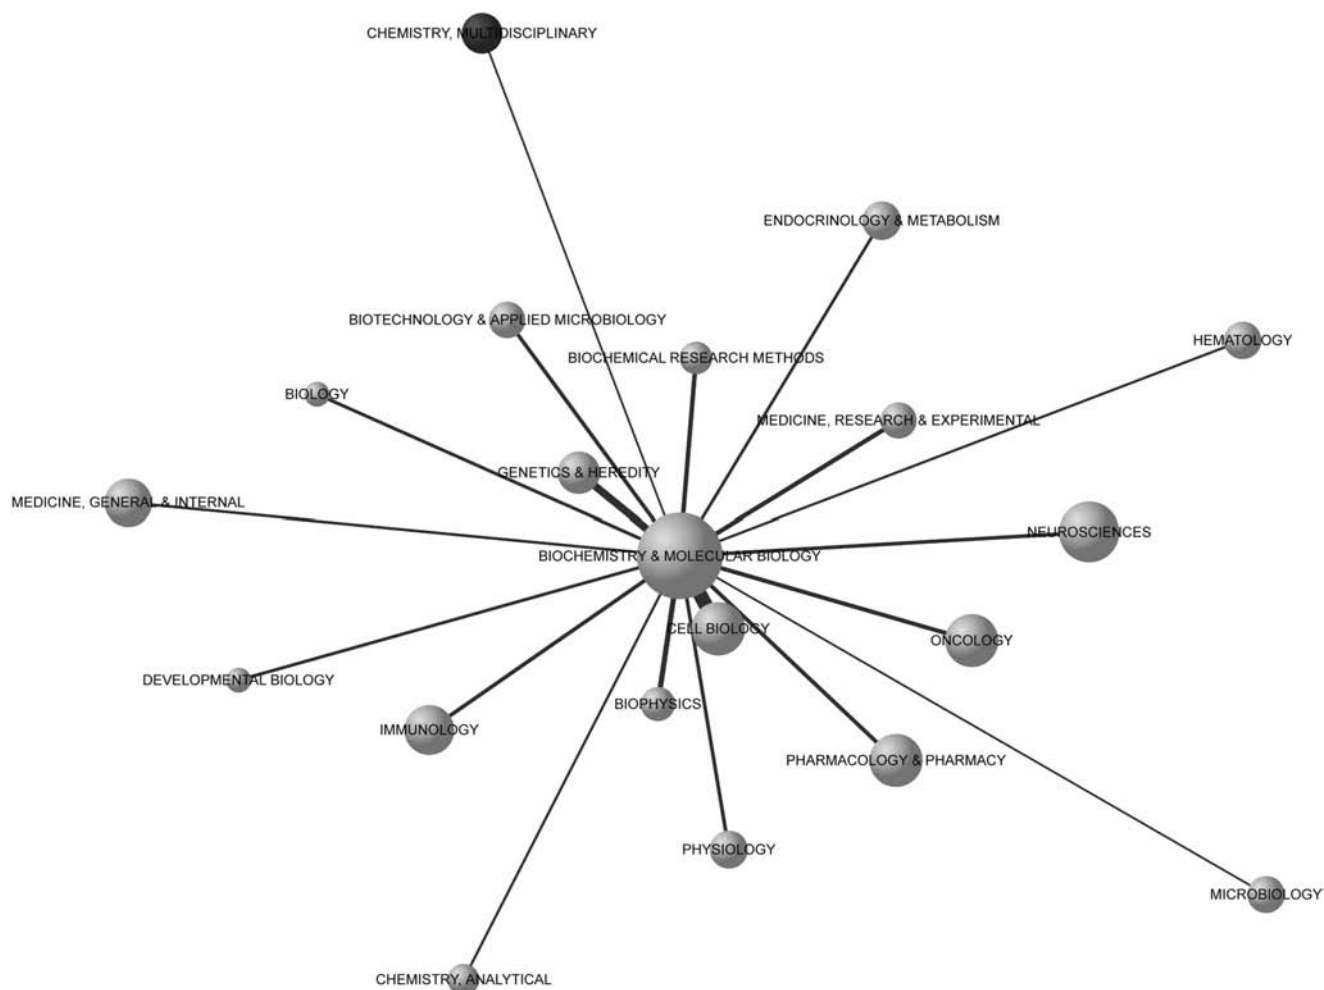 CHEMISTRY, MULTIDISCIPLINARY
ENDOCRINOLOGY & METABOLISM
BIOTECHNOLOGY & APPLIED MICROBIOLOGY
HEMATOLOGY
BIOCHEMICAL RESEARCH METHODS
BIOLOGY
MEDICINE, RESEARCH & EXPERIMENTAL
GENETICS & HEREDITY
MEDICINE, GENERAL & INTERNAL
NEUROSCIENCES
BIOCHEMISTRY & MOLECULAR BIOLOGY
CELL BIOLOGY
ONCOLOGY
DEVELOPMENTAL BIOLOGY
BIOPHYSICS
IMMUNOLOGY
PHARMACOLOGY & PHARMACY
PHYSIOLOGY
MICROBIOLOGY
CHEMISTRY, ANALYTICAL